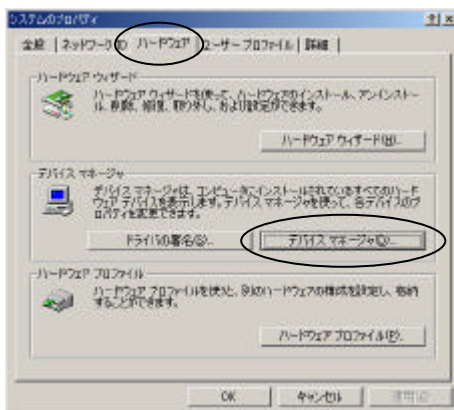 システムのプロパティ
全般 ネットワーク ID ハードウェア ユーザー プロファイル 詳細
ハードウェア ウィザード
ハードウェア ウィザードを使って、ハードウェアのインストール、アンインストー
ル、削除、修復、取り外し、および設定ができます。
ハードウェア ウィザード(H)...
デバイス マネージャ
デバイス マネージャは、コンピュータにインストールされているすべてのハード
ウェア デバイスを表示します。デバイス マネージャを使って、各デバイスのプ
ロパティを変更できます。
ドライバの署名(S)... デバイス マネージャ(D)...
ハードウェア プロファイル
ハードウェア プロファイルを使うと、別のハードウェアの構成を設定し、格納
することができます。
ハードウェア プロファイル(P)...
OK キャンセル 適用(A)